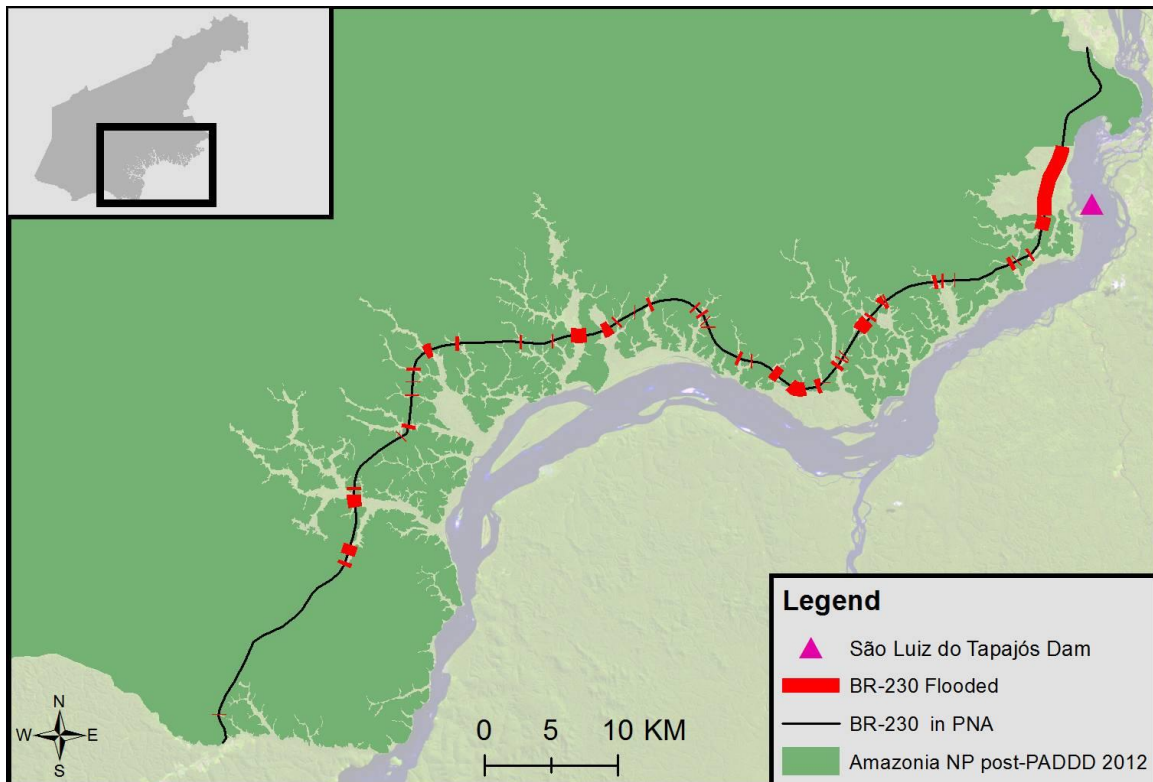 N
W E
S
0 5 10 KM
Legend
São Luiz do Tapajós Dam
BR-230 Flooded
BR-230 in PNA
Amazonia NP post-PADDD 2012